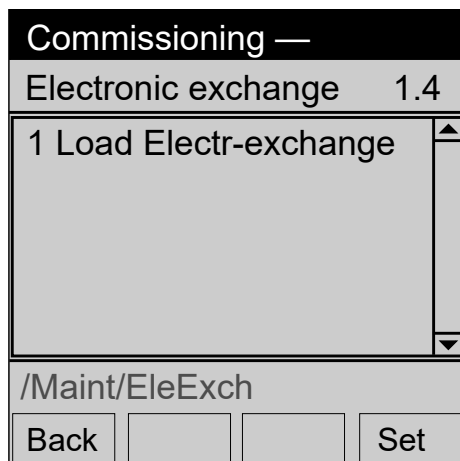 Commissioning —
Electronic exchange 1.4
1 Load Electr-exchange
/Maint/EleExch
Back Set